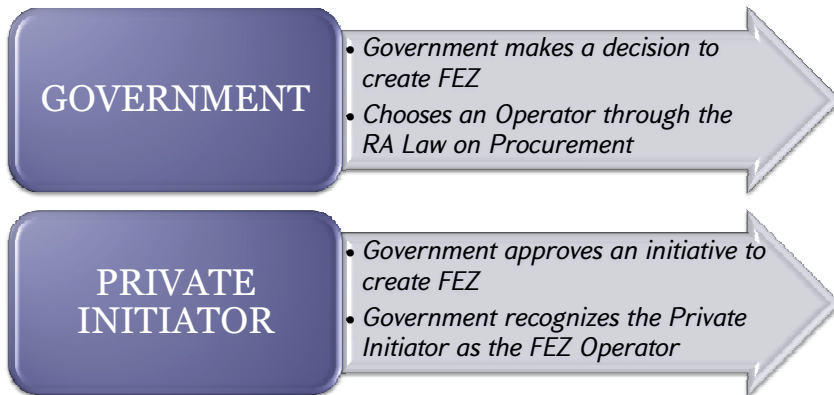 GOVERNMENT
• Government makes a decision to
create FEZ
• Chooses an Operator through the
RA Law on Procurement
PRIVATE
INITIATOR
• Government approves an initiative to
create FEZ
• Government recognizes the Private
Initiator as the FEZ Operator